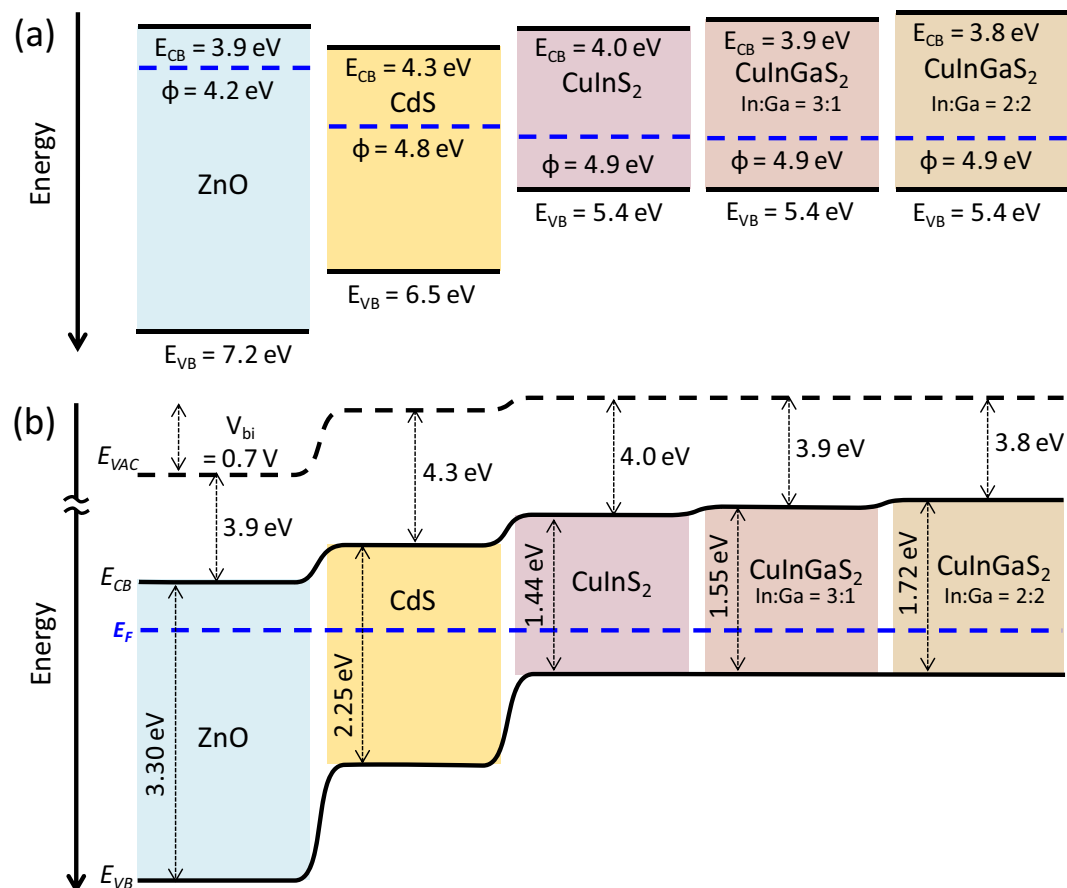 (a)
Energy
E_CB = 3.9 eV
ϕ = 4.2 eV
ZnO
E_VB = 7.2 eV
E_CB = 4.3 eV
CdS
ϕ = 4.8 eV
E_VB = 6.5 eV
E_CB = 4.0 eV
CuInS₂
ϕ = 4.9 eV
E_VB = 5.4 eV
E_CB = 3.9 eV
CuInGaS₂
In:Ga = 3:1
ϕ = 4.9 eV
E_VB = 5.4 eV
E_CB = 3.8 eV
CuInGaS₂
In:Ga = 2:2
ϕ = 4.9 eV
E_VB = 5.4 eV
(b)
Energy
E_VAC
E_CB
E_F
E_VB
V_bi
= 0.7 V
3.9 eV
3.30 eV
ZnO
4.3 eV
CdS
2.25 eV
4.0 eV
1.44 eV
CuInS₂
3.9 eV
1.55 eV
CuInGaS₂
In:Ga = 3:1
3.8 eV
1.72 eV
CuInGaS₂
In:Ga = 2:2